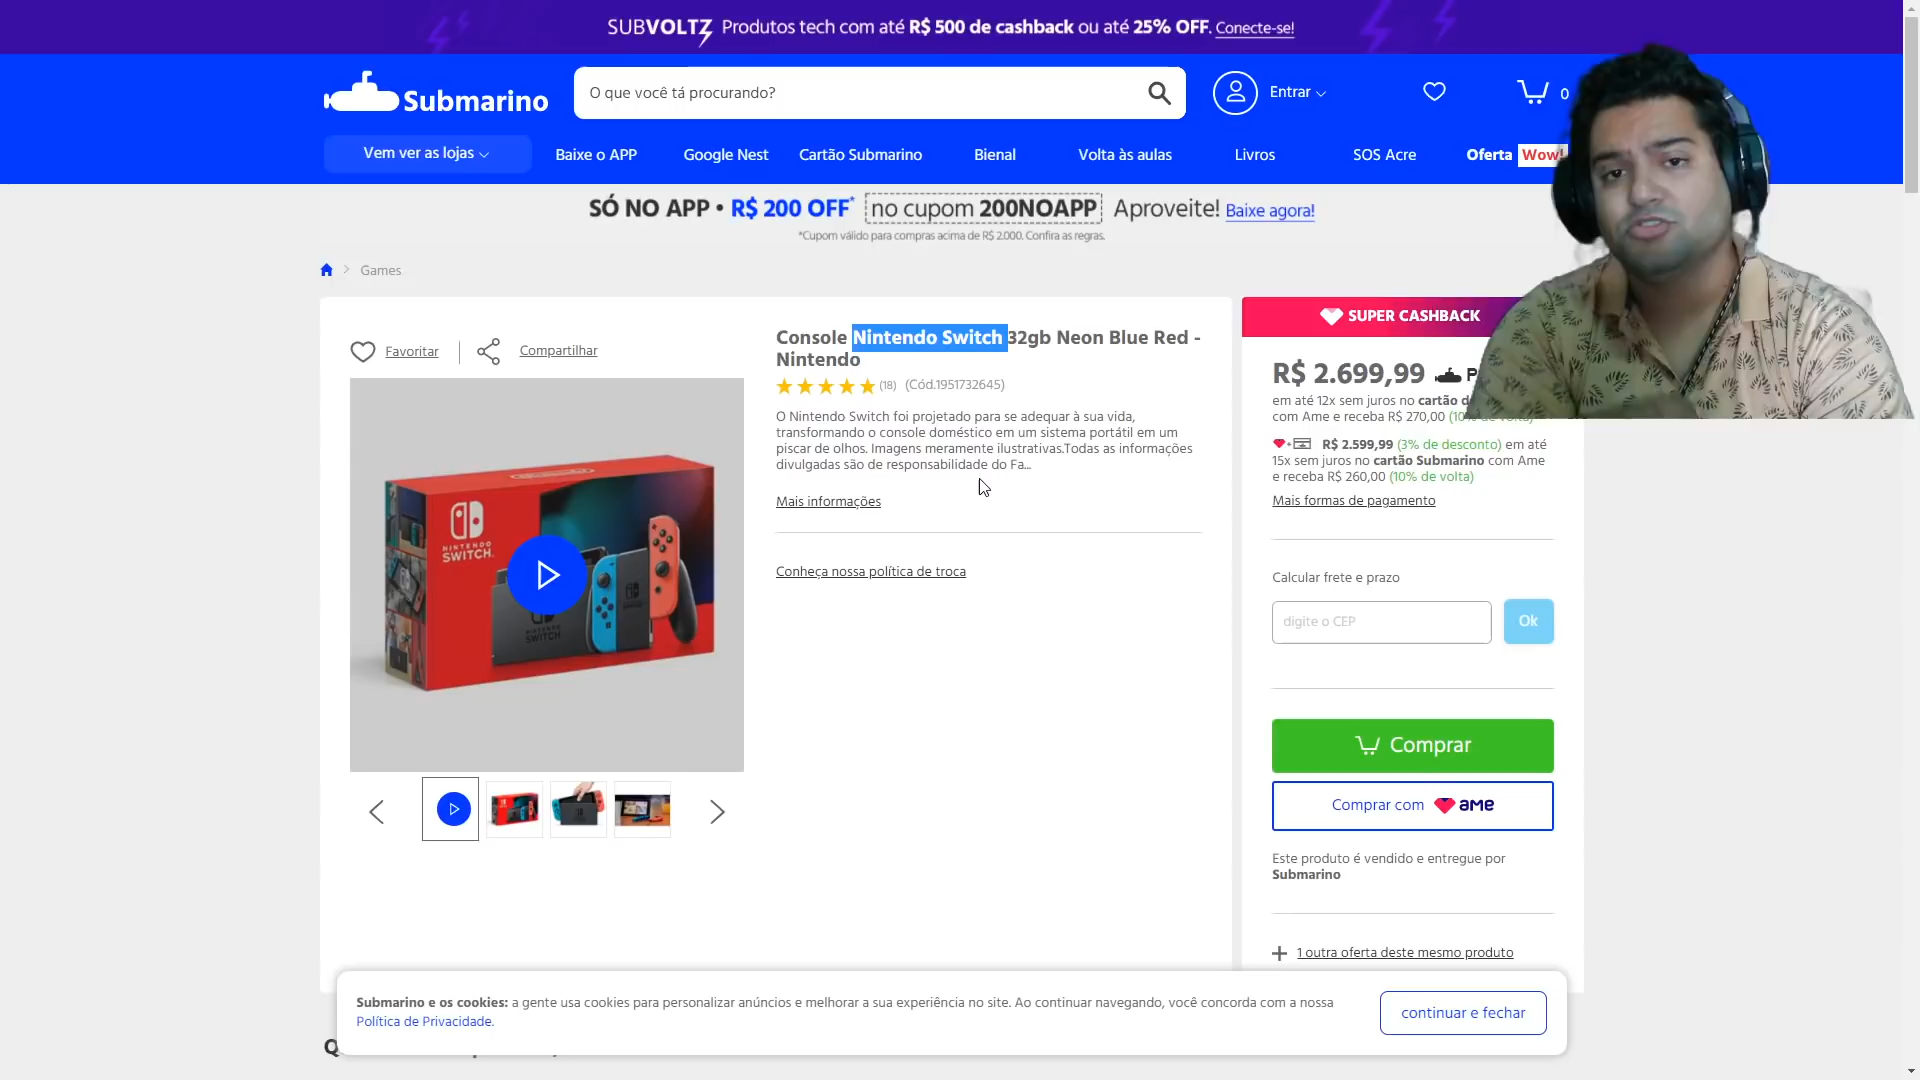 SUBVOLTZ Produtos tech com até R$ 500 de cashback ou até 25% OFF. Conecte-se!
Submarino
O que você tá procurando?
Entrar
0
Vem ver as lojas
Baixe o APP
Google Nest
Cartão Submarino
Bienal
Volta às aulas
Livros
SOS Acre
Oferta Wow!
SÓ NO APP • R$ 200 OFF* no cupom 200NOAPP Aproveite! Baixe agora!
*Cupom válido para compras acima de R$ 2.000. Confira as regras.
Games
Favoritar
Compartilhar
NINTENDO
SWITCH
NINTENDO
SWITCH
Console Nintendo Switch 32gb Neon Blue Red -
Nintendo
(18) (Cód.1951732645)
O Nintendo Switch foi projetado para se adequar à sua vida,
transformando o console doméstico em um sistema portátil em um
piscar de olhos. Imagens meramente ilustrativas.Todas as informações
divulgadas são de responsabilidade do Fa...
Mais informações
Conheça nossa política de troca
SUPER CASHBACK
R$ 2.699,99
em até 12x sem juros no cartão
com Ame e receba R$ 270,00 (10% de volta)
R$ 2.599,99 (3% de desconto) em até
15x sem juros no cartão Submarino com Ame
e receba R$ 260,00 (10% de volta)
Mais formas de pagamento
Calcular frete e prazo
digite o CEP
Ok
Comprar
Comprar com ame
Este produto é vendido e entregue por
Submarino
1 outra oferta deste mesmo produto
Submarino e os cookies: a gente usa cookies para personalizar anúncios e melhorar a sua experiência no site. Ao continuar navegando, você concorda com a nossa
Política de Privacidade.
continuar e fechar